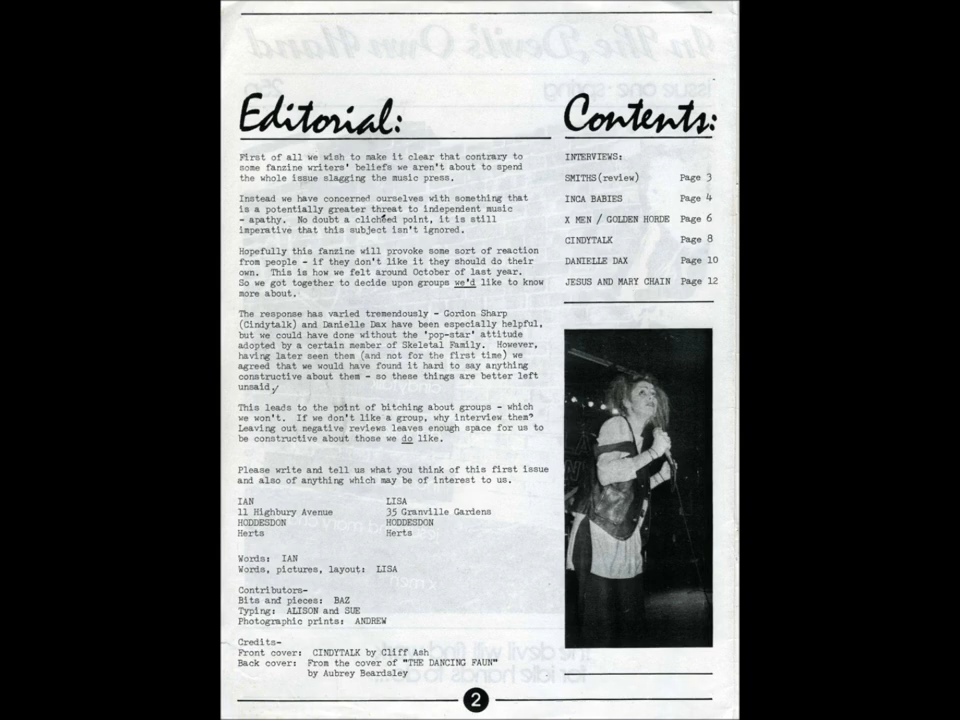 Editorial:
First of all we wish to make it clear that contrary to
some fanzine writers' beliefs we aren't about to spend
the whole issue slagging the music press.
Instead we have concerned ourselves with something that
is a potentially greater threat to independent music
- apathy. No doubt a clichéed point, it is still
imperative that this subject isn't ignored.
Hopefully this fanzine will provoke some sort of reaction
from people - if they don't like it they should do their
own. This is how we felt around October of last year.
So we got together to decide upon groups we'd like to know
more about.
The response has varied tremendously - Gordon Sharp
(Cindytalk) and Danielle Dax have been especially helpful,
but we could have done without the 'pop-star' attitude
adopted by a certain member of Skeletal Family. However,
having later seen them (and not for the first time) we
agreed that we would have found it hard to say anything
constructive about them - so these things are better left
unsaid,/
This leads to the point of bitching about groups - which
we won't. If we don't like a group, why interview them?
Leaving out negative reviews leaves enough space for us to
be constructive about those we do like.
Please write and tell us what you think of this first issue
and also of anything which may be of interest to us.
IAN
11 Highbury Avenue
HODDESDON
Herts
LISA
35 Granville Gardens
HODDESDON
Herts
Words: IAN
Words, pictures, layout: LISA
Contributors-
Bits and pieces: BAZ
Typing: ALISON and SUE
Photographic prints: ANDREW
Credits-
Front cover: CINDYTALK by Cliff Ash
Back cover: From the cover of "THE DANCING FAUN"
by Aubrey Beardsley
Contents:
INTERVIEWS:
SMITHS(review) Page 3
INCA BABIES Page 4
X MEN / GOLDEN HORDE Page 6
CINDYTALK Page 8
DANIELLE DAX Page 10
JESUS AND MARY CHAIN Page 12
2